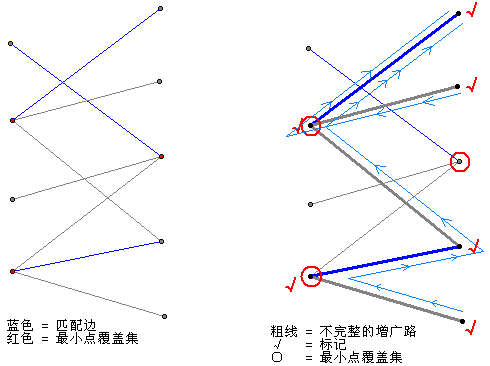 蓝色 = 匹配边
红色 = 最小点覆盖集
粗线 = 不完整的增广路
√ = 标记
○ = 最小点覆盖集